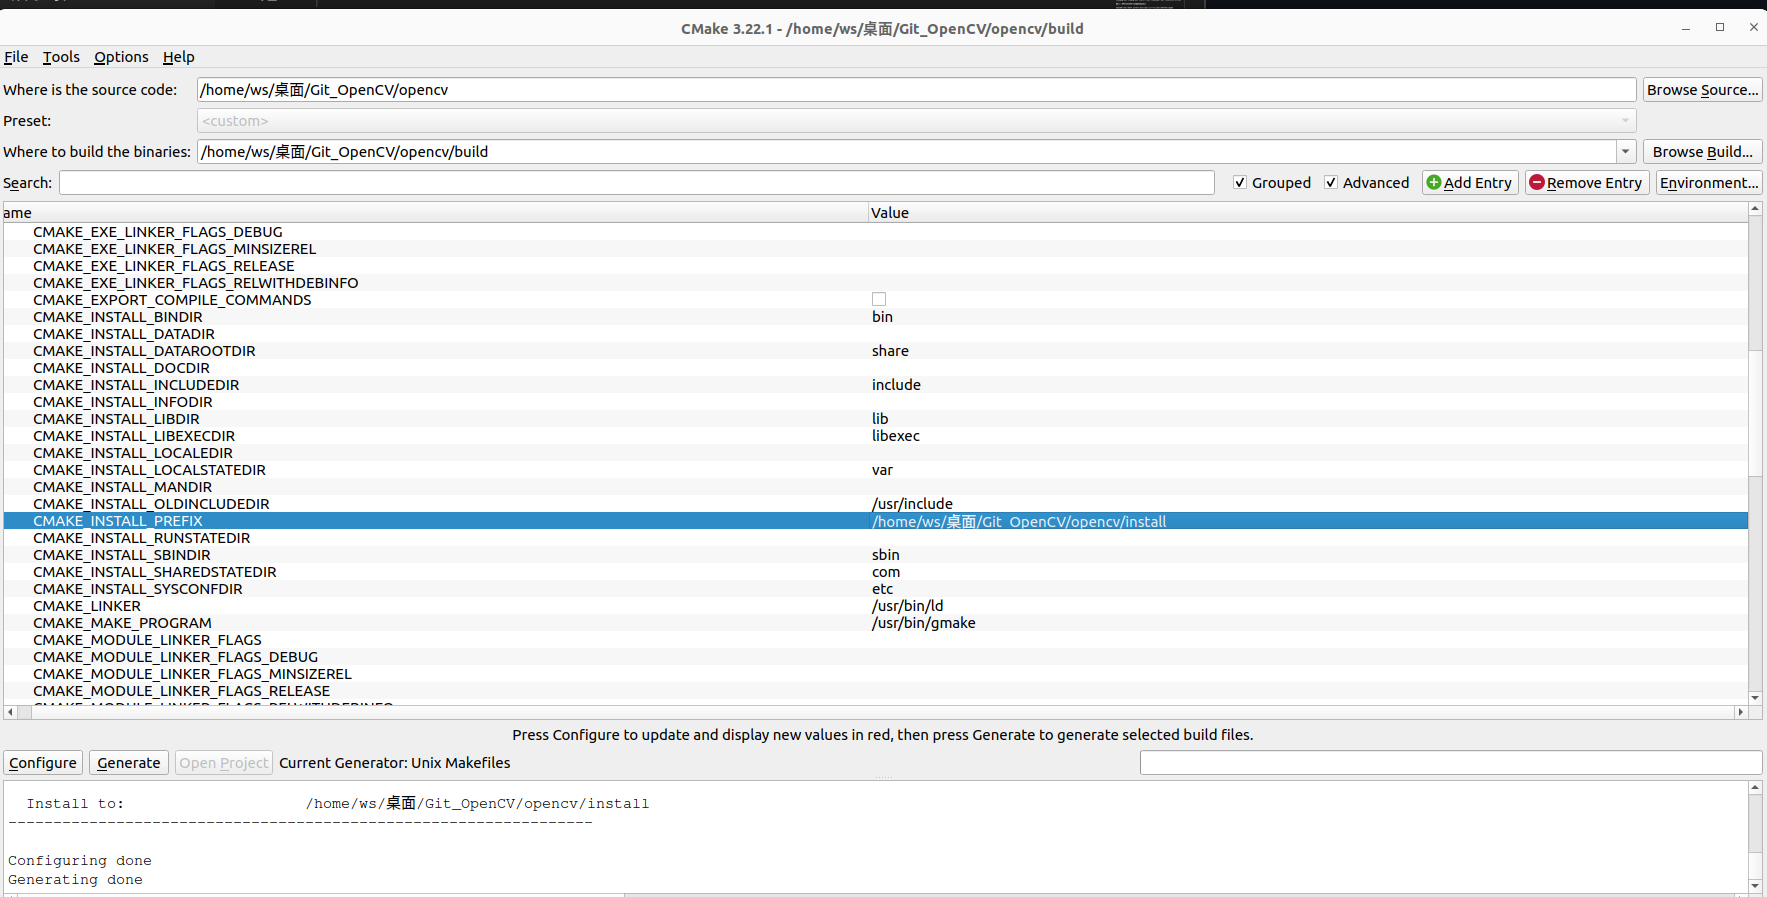 CMake 3.22.1 - /home/ws/桌面/Git_OpenCV/opencv/build
File Tools Options Help
Where is the source code: /home/ws/桌面/Git_OpenCV/opencv Browse Source...
Preset: <custom>
Where to build the binaries: /home/ws/桌面/Git_OpenCV/opencv/build Browse Build...
Search: Grouped Advanced Add Entry Remove Entry Environment...
ame Value
CMAKE_EXE_LINKER_FLAGS_DEBUG
CMAKE_EXE_LINKER_FLAGS_MINSIZEREL
CMAKE_EXE_LINKER_FLAGS_RELEASE
CMAKE_EXE_LINKER_FLAGS_RELWITHDEBINFO
CMAKE_EXPORT_COMPILE_COMMANDS
CMAKE_INSTALL_BINDIR bin
CMAKE_INSTALL_DATADIR
CMAKE_INSTALL_DATAROOTDIR share
CMAKE_INSTALL_DOCDIR
CMAKE_INSTALL_INCLUDEDIR include
CMAKE_INSTALL_INFODIR
CMAKE_INSTALL_LIBDIR lib
CMAKE_INSTALL_LIBEXECDIR libexec
CMAKE_INSTALL_LOCALEDIR
CMAKE_INSTALL_LOCALSTATEDIR var
CMAKE_INSTALL_MANDIR
CMAKE_INSTALL_OLDINCLUDEDIR /usr/include
CMAKE_INSTALL_PREFIX /home/ws/桌面/Git_OpenCV/opencv/install
CMAKE_INSTALL_RUNSTATEDIR
CMAKE_INSTALL_SBINDIR sbin
CMAKE_INSTALL_SHAREDSTATEDIR com
CMAKE_INSTALL_SYSCONFDIR etc
CMAKE_LINKER /usr/bin/ld
CMAKE_MAKE_PROGRAM /usr/bin/gmake
CMAKE_MODULE_LINKER_FLAGS
CMAKE_MODULE_LINKER_FLAGS_DEBUG
CMAKE_MODULE_LINKER_FLAGS_MINSIZEREL
CMAKE_MODULE_LINKER_FLAGS_RELEASE
CMAKE_MODULE_LINKER_FLAGS_RELWITHDEBINFO
Press Configure to update and display new values in red, then press Generate to generate selected build files.
Configure Generate Open Project Current Generator: Unix Makefiles
Install to: /home/ws/桌面/Git_OpenCV/opencv/install
-----------------------------------------------------------------
Configuring done
Generating done